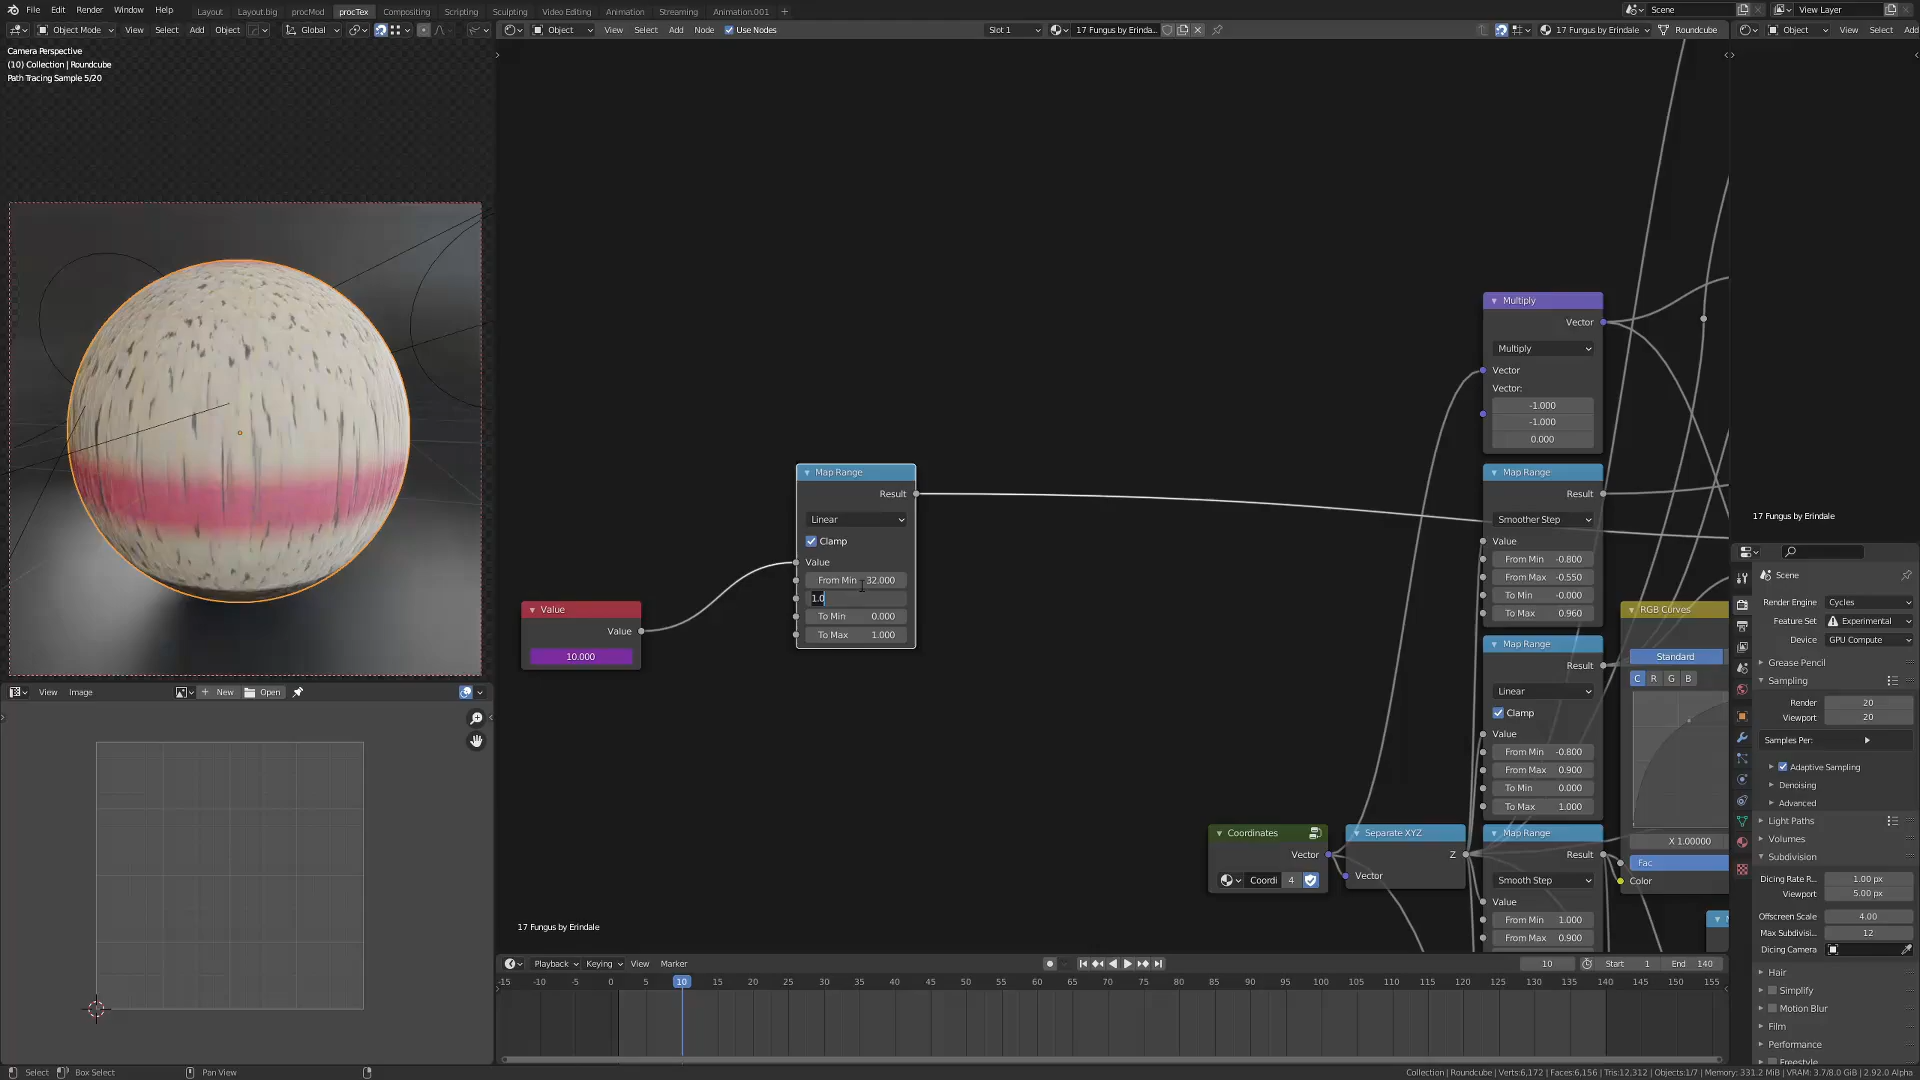 File Edit Render Window Help Layout Layout.big procMod procTex Compositing Scripting Sculpting Video Editing Animation Streaming Animation.001 + Scene View Layer
Object Mode View Select Add Object Global Object View Select Add Node Use Nodes Slot 1 17 Fungus by Erinda... 17 Fungus by Erindale Roundcube Object View Select Add
Camera Perspective
(10) Collection | Roundcube
Path Tracing Sample 5/20
Multiply
Vector
Multiply
Vector
Vector:
-1.000
-1.000
0.000
Map Range
Result
Linear
Clamp
Value
From Min 32.000
1.0
To Min 0.000
To Max 1.000
Value
Value
10.000
Map Range
Result
Smoother Step
Value
From Min -0.800
From Max -0.550
To Min -0.000
To Max 0.960
Map Range
Result
Linear
Clamp
Value
From Min -0.800
From Max 0.900
To Min 0.000
To Max 1.000
RGB Curves
Standard
C R G B
X 1.00000
Fac
Color
Coordinates
Vector
Coordi 4
Separate XYZ
Z
Vector
Map Range
Result
Smooth Step
Value
From Min 1.000
From Max 0.900
17 Fungus by Erindale
17 Fungus by Erindale
Scene
Render Engine Cycles
Feature Set Experimental
Device GPU Compute
Grease Pencil
Sampling
Render 20
Viewport 20
Samples Per:
Adaptive Sampling
Denoising
Advanced
Light Paths
Volumes
Subdivision
Dicing Rate R... 1.00 px
Viewport 5.00 px
Offscreen Scale 4.00
Max Subdivisi... 12
Dicing Camera
Hair
Simplify
Motion Blur
Film
Performance
Freestyle
View Image New Open
Playback Keying View Marker 10 Start 1 End 140
-15 -10 -5 0 5 10 15 20 25 30 35 40 45 50 55 60 65 70 75 80 85 90 95 100 105 110 115 120 125 130 135 140 145 150 155
Select Box Select Pan View Collection | Roundcube | Verts:6,172 | Faces:6,156 | Tris:12,312 | Objects:1/7 | Memory: 331.2 MiB | VRAM: 3.7/8.0 GiB | 2.92.0 Alpha